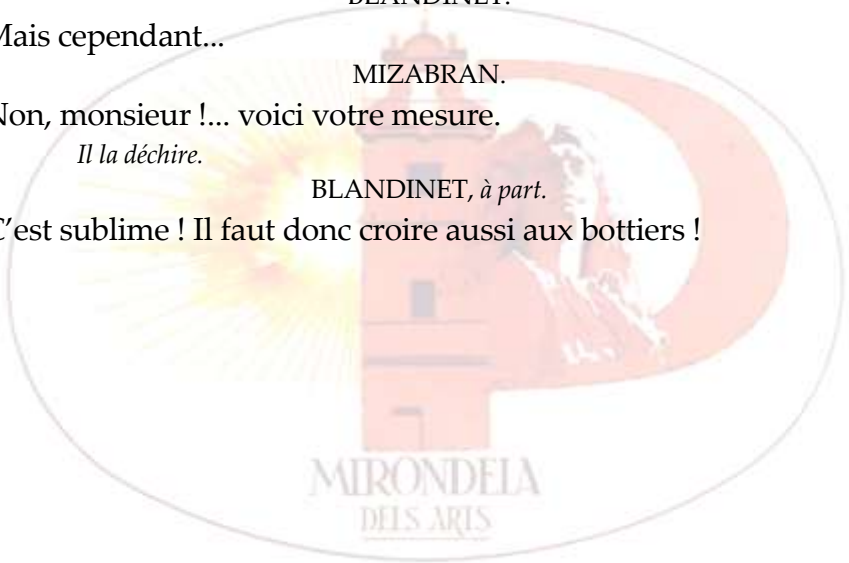 BLANDINET.
Mais cependant...
MIZABRAN.
Non, monsieur !... voici votre mesure.
Il la déchire.
BLANDINET, à part.
C’est sublime ! Il faut donc croire aussi aux bottiers !
MIRONDELA
DELS ARTS